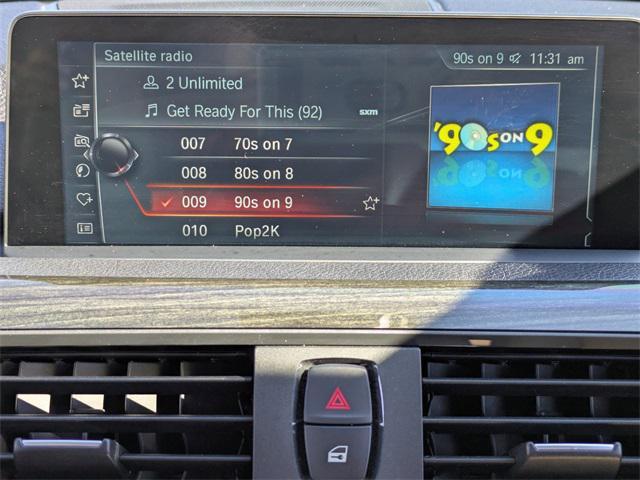 Satellite radio
90s on 9 11:31 am
2 Unlimited
Get Ready For This (92) sxm
007 70s on 7
008 80s on 8
009 90s on 9
010 Pop2K
'90s ON 9